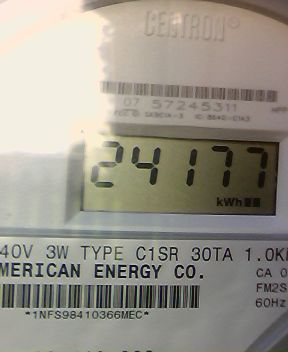 CECTRON
07 57245311
24177
kWh
40V 3W TYPE C1SR 30TA 1.0K
MERICAN ENERGY CO.
CA 0
FM2S
60Hz
*1NFS98410366MEC*